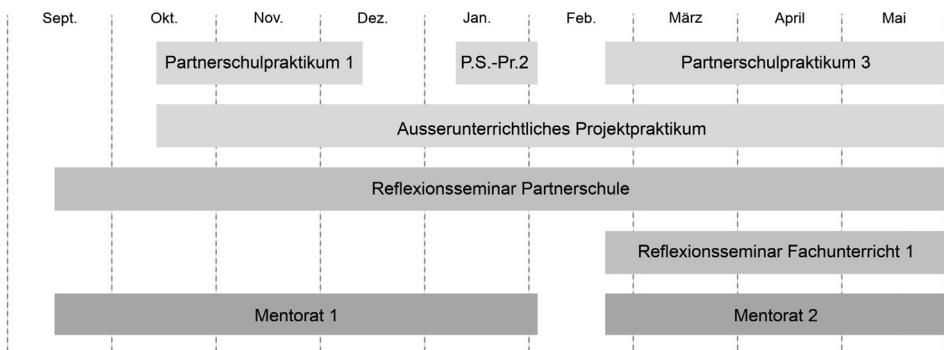 Sept. Okt. Nov. Dez. Jan. Feb. März April Mai
Partnerschulpraktikum 1 P.S.-Pr.2 Partnerschulpraktikum 3
Ausserunterrichtliches Projektpraktikum
Reflexionsseminar Partnerschule
Reflexionsseminar Fachunterricht 1
Mentorat 1 Mentorat 2